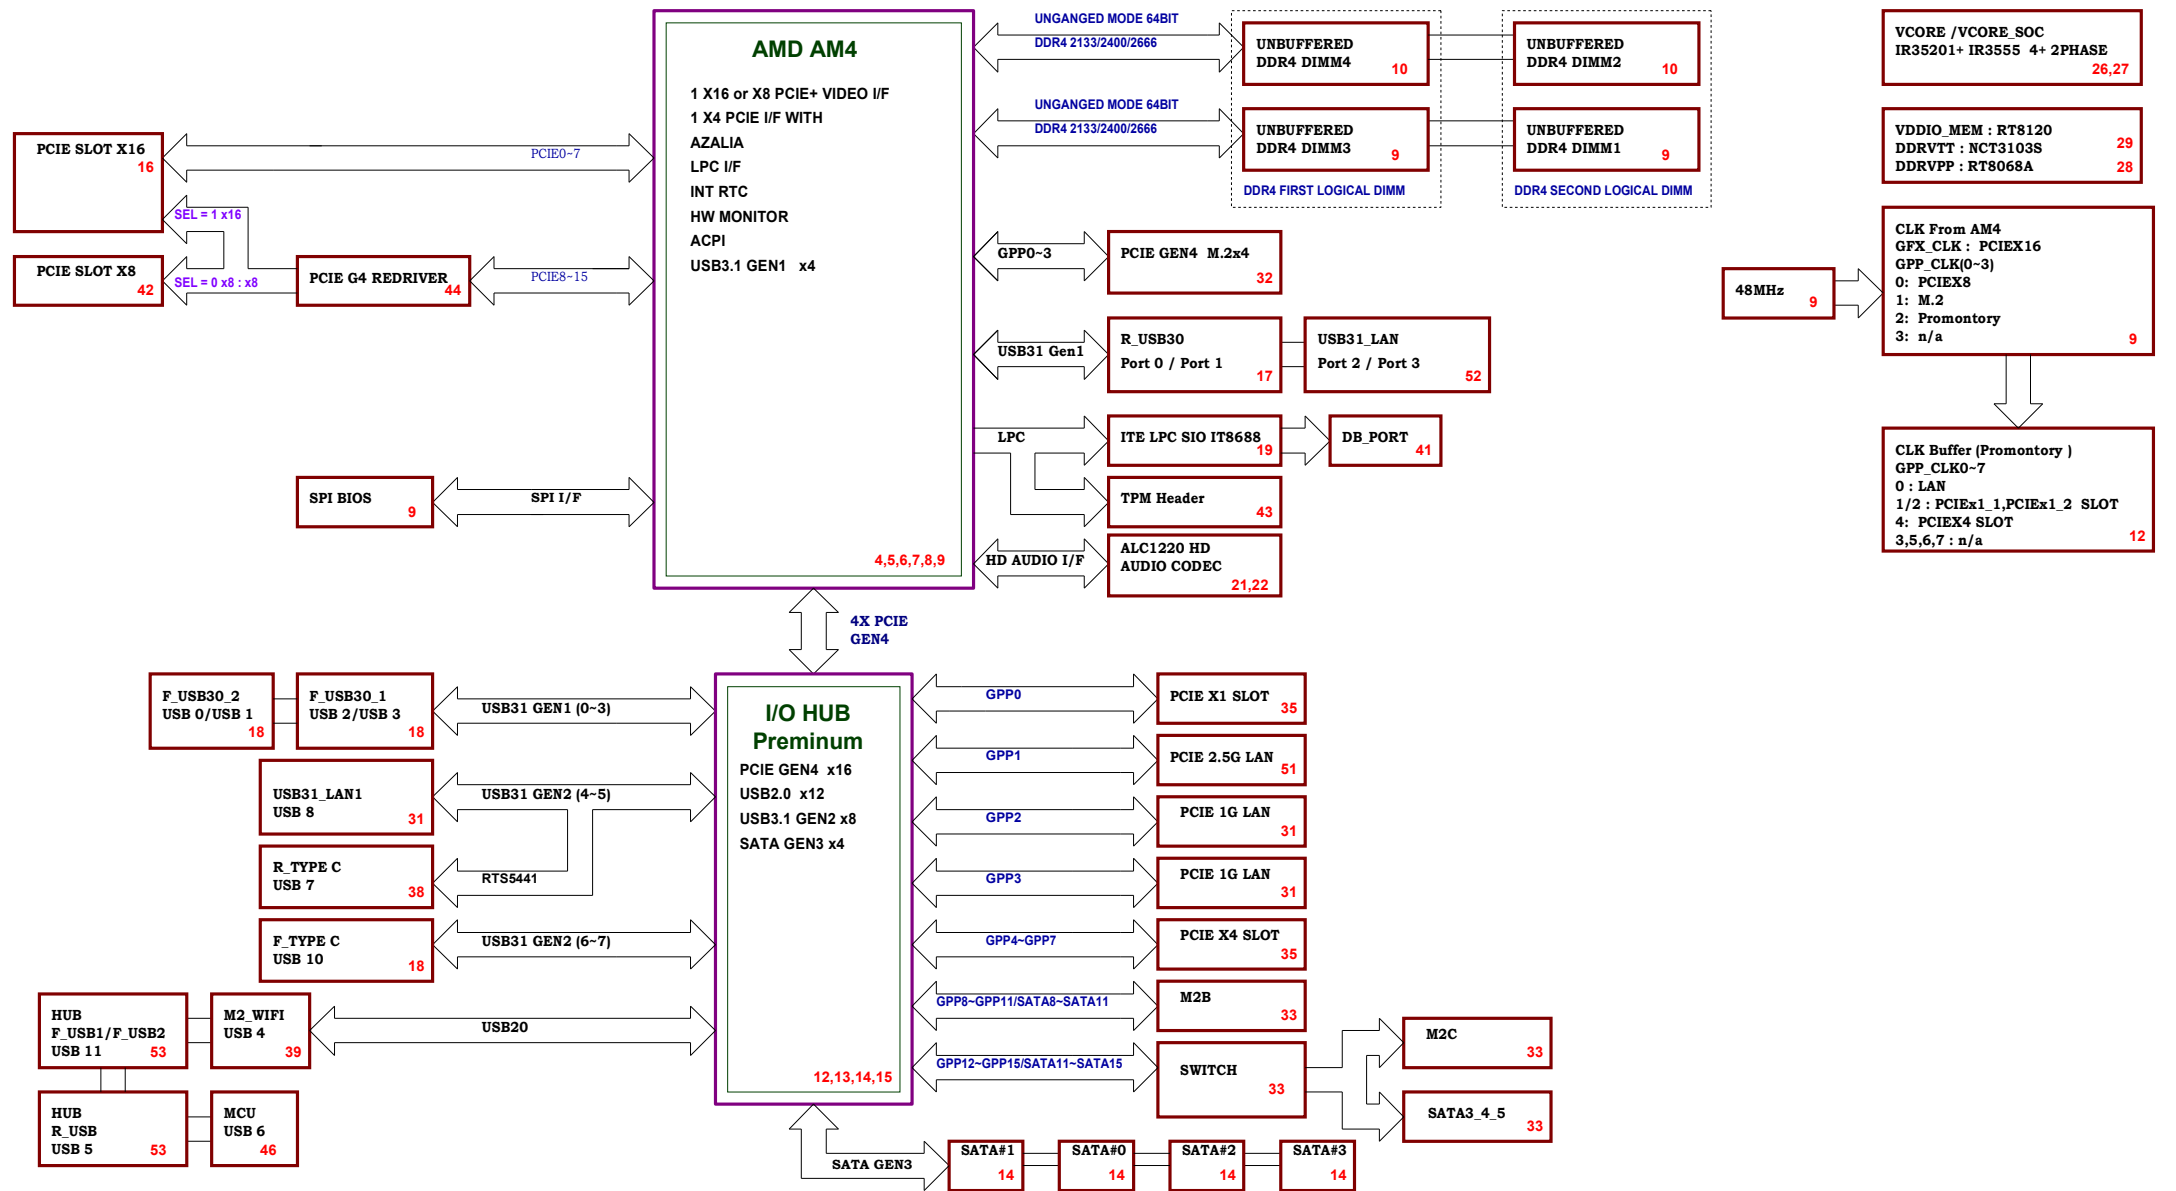 AMD AM4
1 X16 or X8 PCIE+ VIDEO I/F
1 X4 PCIE I/F WITH
AZALIA
LPC I/F
INT RTC
HW MONITOR
ACPI
USB3.1 GEN1 x4
4,5,6,7,8,9
PCIE SLOT X16
16
PCIE0~7
SEL = 1 x16
PCIE SLOT X8
42
SEL = 0 x8 : x8
PCIE G4 REDRIVER
44
PCIE8~15
SPI BIOS
9
SPI I/F
UNGANGED MODE 64BIT
DDR4 2133/2400/2666
UNBUFFERED
DDR4 DIMM4
10
UNBUFFERED
DDR4 DIMM2
10
UNGANGED MODE 64BIT
DDR4 2133/2400/2666
UNBUFFERED
DDR4 DIMM3
9
UNBUFFERED
DDR4 DIMM1
9
DDR4 FIRST LOGICAL DIMM
DDR4 SECOND LOGICAL DIMM
GPP0~3
PCIE GEN4 M.2x4
32
USB31 Gen1
R_USB30
Port 0 / Port 1
17
USB31_LAN
Port 2 / Port 3
52
LPC
ITE LPC SIO IT8688
19
DB_PORT
41
TPM Header
43
HD AUDIO I/F
ALC1220 HD
AUDIO CODEC
21,22
VCORE /VCORE_SOC
IR35201+ IR3555 4+ 2PHASE
26,27
VDDIO_MEM : RT8120
DDRVTT : NCT3103S
DDRVPP : RT8068A
29
28
48MHz
9
CLK From AM4
GFX_CLK : PCIEX16
GPP_CLK(0~3)
0: PCIEX8
1: M.2
2: Promontory
3: n/a
9
CLK Buffer (Promontory )
GPP_CLK0~7
0 : LAN
1/2 : PCIEx1_1,PCIEx1_2 SLOT
4: PCIEX4 SLOT
3,5,6,7 : n/a
12
4X PCIE
GEN4
I/O HUB
Preminum
PCIE GEN4 x16
USB2.0 x12
USB3.1 GEN2 x8
SATA GEN3 x4
12,13,14,15
F_USB30_2
USB 0/USB 1
18
F_USB30_1
USB 2/USB 3
18
USB31 GEN1 (0~3)
USB31_LAN1
USB 8
31
USB31 GEN2 (4~5)
R_TYPE C
USB 7
38
RTS5441
F_TYPE C
USB 10
18
USB31 GEN2 (6~7)
HUB
F_USB1/F_USB2
USB 11
53
M2_WIFI
USB 4
39
USB20
HUB
R_USB
USB 5
53
MCU
USB 6
46
GPP0
PCIE X1 SLOT
35
GPP1
PCIE 2.5G LAN
51
GPP2
PCIE 1G LAN
31
GPP3
PCIE 1G LAN
31
GPP4~GPP7
PCIE X4 SLOT
35
GPP8~GPP11/SATA8~SATA11
M2B
33
GPP12~GPP15/SATA11~SATA15
SWITCH
33
M2C
33
SATA3_4_5
33
SATA GEN3
SATA#1
14
SATA#0
14
SATA#2
14
SATA#3
14